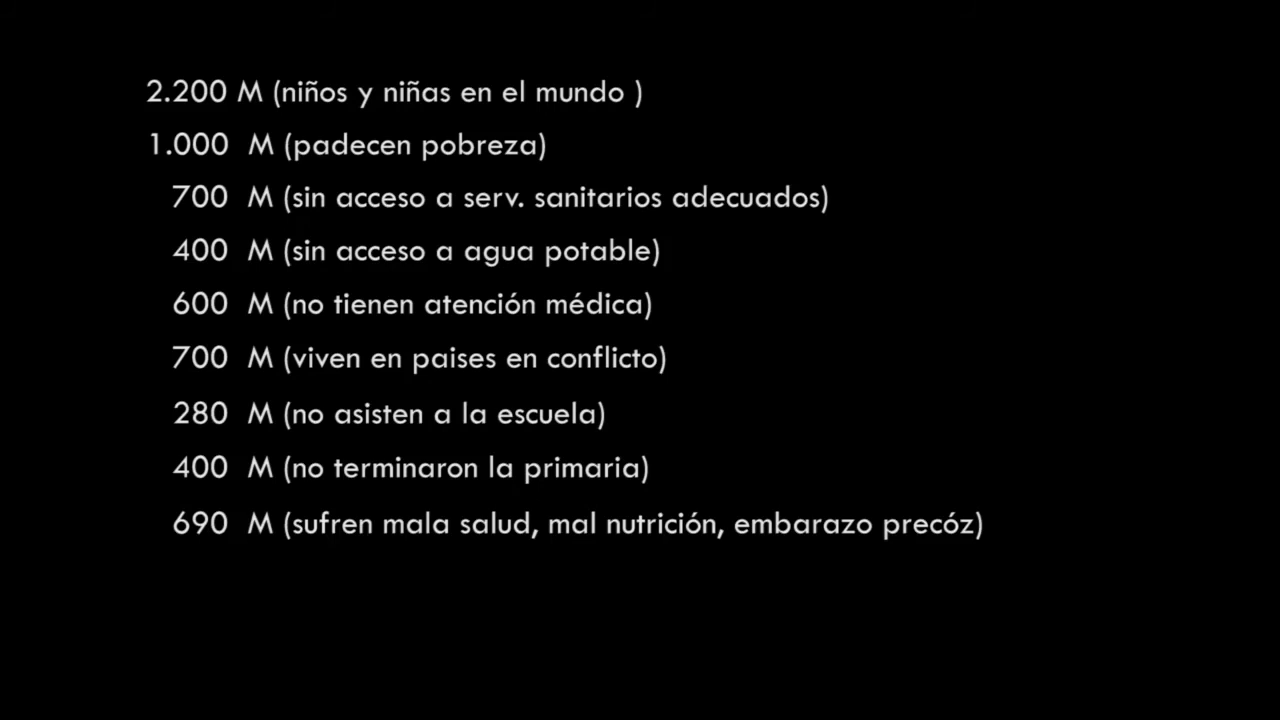 2.200 M (niños y niñas en el mundo )
1.000 M (padecen pobreza)
700 M (sin acceso a serv. sanitarios adecuados)
400 M (sin acceso a agua potable)
600 M (no tienen atención médica)
700 M (viven en paises en conflicto)
280 M (no asisten a la escuela)
400 M (no terminaron la primaria)
690 M (sufren mala salud, mal nutrición, embarazo precóz)